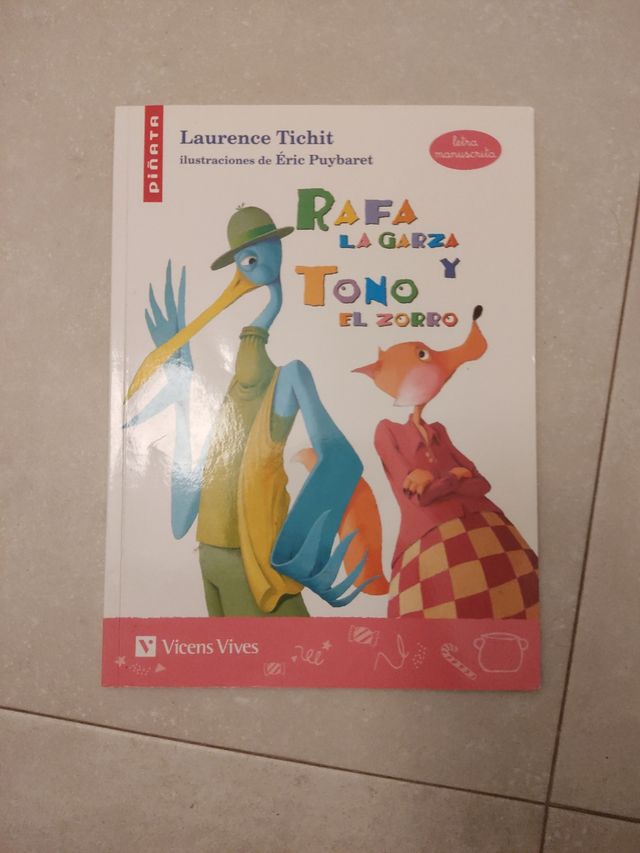 PIÑATA
Laurence Tichit
ilustraciones de Éric Puybaret
letra
manuscrita
RAFA
LA GARZA
Y
TONO
EL ZORRO
Vicens Vives